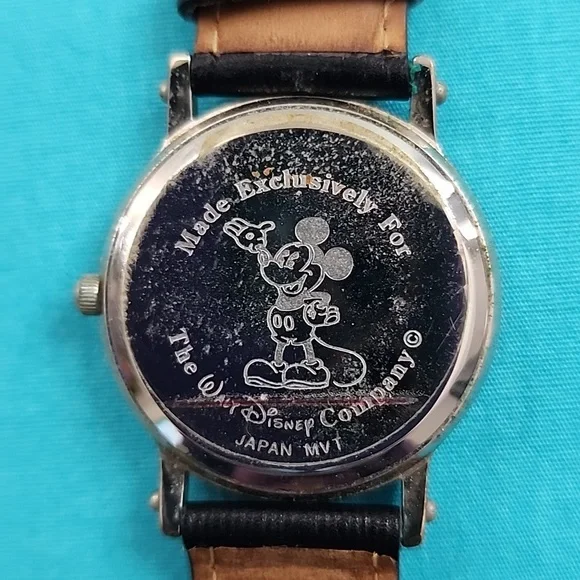 Made Exclusively For
The Walt Disney Company ©
JAPAN MVT